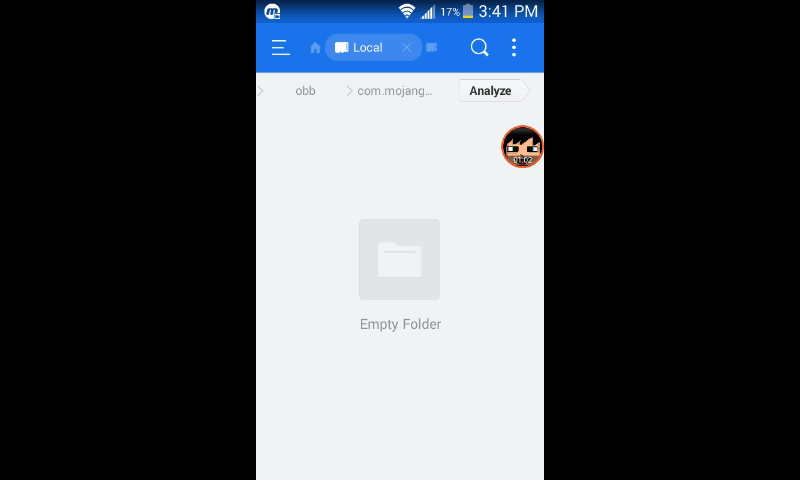 17% 3:41 PM
Local
obb com.mojang... Analyze
01:02
Empty Folder